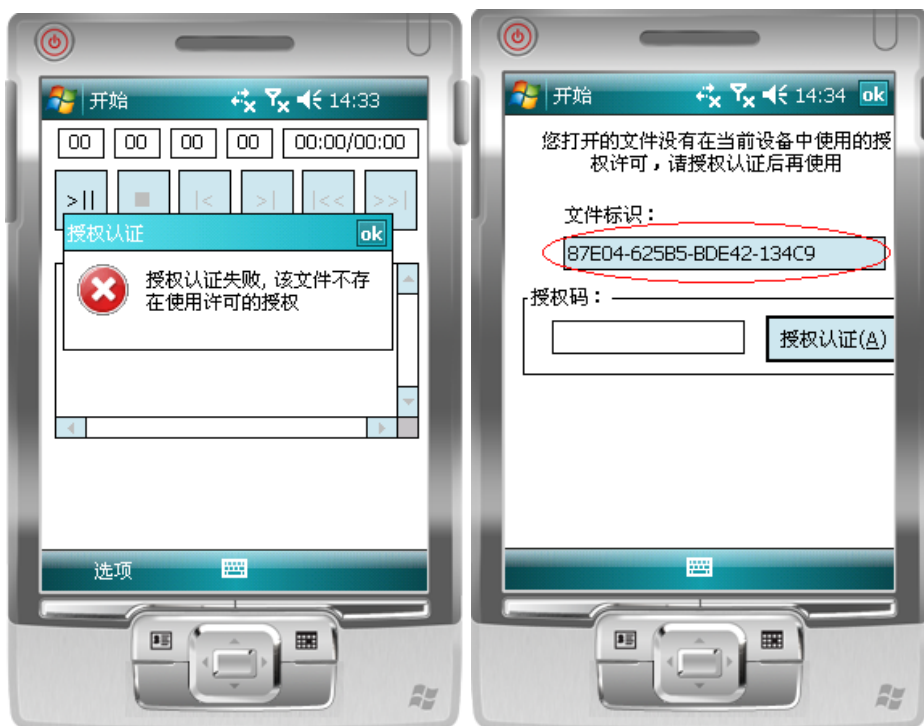 开始 14:33
00 00 00 00 00:00/00:00
>|| |< >| |<< >>|
授权认证 ok
授权认证失败, 该文件不存
在使用许可的授权
选项
开始 14:34 ok
您打开的文件没有在当前设备中使用的授
权许可，请授权认证后再使用
文件标识：
87E04-625B5-BDE42-134C9
授权码：
授权认证(A)